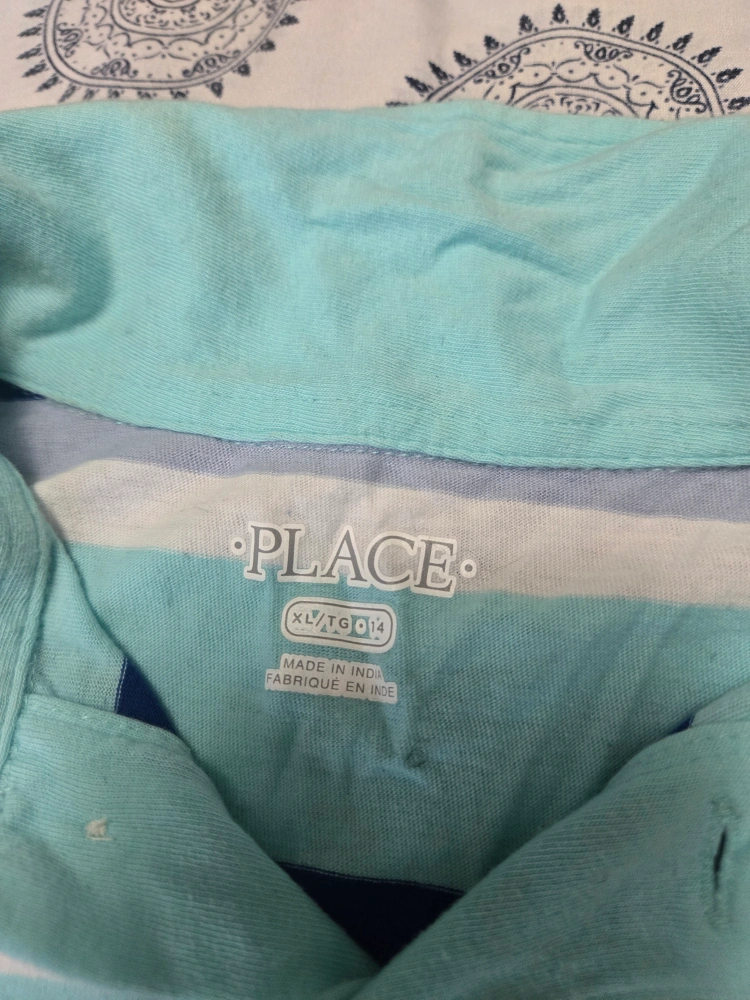 •PLACE•
XL/TG • 14
MADE IN INDIA
FABRIQUÉ EN INDE